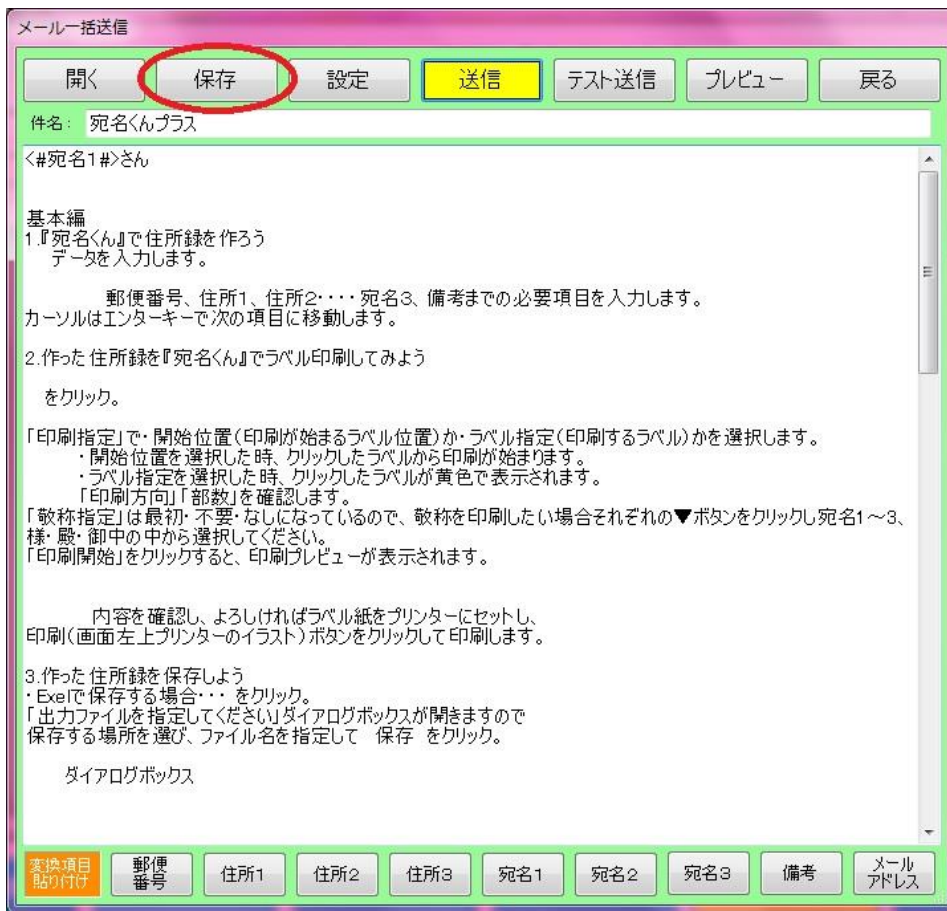 メール一括送信
開く 保存 設定 送信 テスト送信 プレビュー 戻る
件名: 宛名くんプラス
<#宛名1#>さん
基本編
1.『宛名くん』で住所録を作ろう
データを入力します。
郵便番号、住所1、住所2・・・・宛名3、備考までの必要項目を入力します。
カーソルはエンターキーで次の項目に移動します。
2.作った住所録を『宛名くん』でラベル印刷してみよう
をクリック。
「印刷指定」で・開始位置(印刷が始まるラベル位置)か・ラベル指定(印刷するラベル)かを選択します。
・開始位置を選択した時、クリックしたラベルから印刷が始まります。
・ラベル指定を選択した時、クリックしたラベルが黄色で表示されます。
「印刷方向」「部数」を確認します。
「敬称指定」は最初・不要・なしになっているので、敬称を印刷したい場合それぞれの▼ボタンをクリックし宛名1～3、
様・殿・御中の中から選択してください。
「印刷開始」をクリックすると、印刷プレビューが表示されます。
内容を確認し、よろしければラベル紙をプリンターにセットし、
印刷(画面左上プリンターのイラスト)ボタンをクリックして印刷します。
3.作った住所録を保存しよう
・Exelで保存する場合・・・ をクリック。
「出力ファイルを指定してください」ダイアログボックスが開きますので
保存する場所を選び、ファイル名を指定して 保存 をクリック。
ダイアログボックス
変換項目
貼り付け
郵便
番号
住所1 住所2 住所3 宛名1 宛名2 宛名3 備考
メール
アドレス